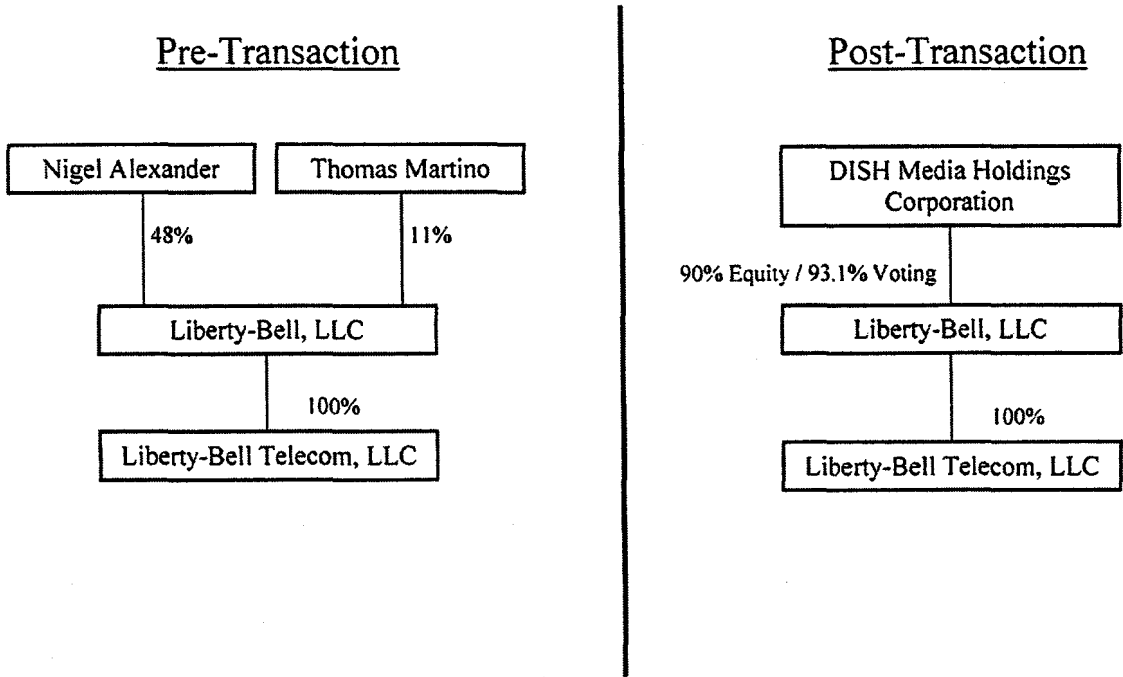 Pre-Transaction
Nigel Alexander
Thomas Martino
48%
11%
Liberty-Bell, LLC
100%
Liberty-Bell Telecom, LLC
Post-Transaction
DISH Media Holdings
Corporation
90% Equity / 93.1% Voting
Liberty-Bell, LLC
100%
Liberty-Bell Telecom, LLC